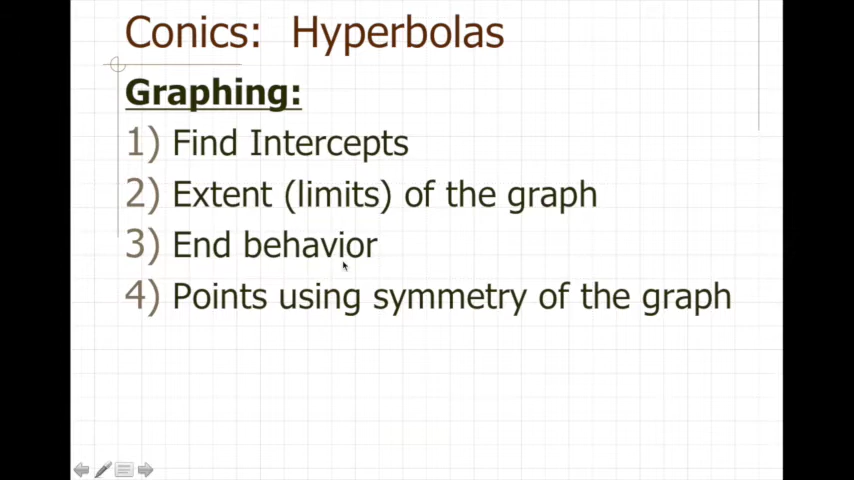 Conics: Hyperbolas
Graphing:
1) Find Intercepts
2) Extent (limits) of the graph
3) End behavior
4) Points using symmetry of the graph